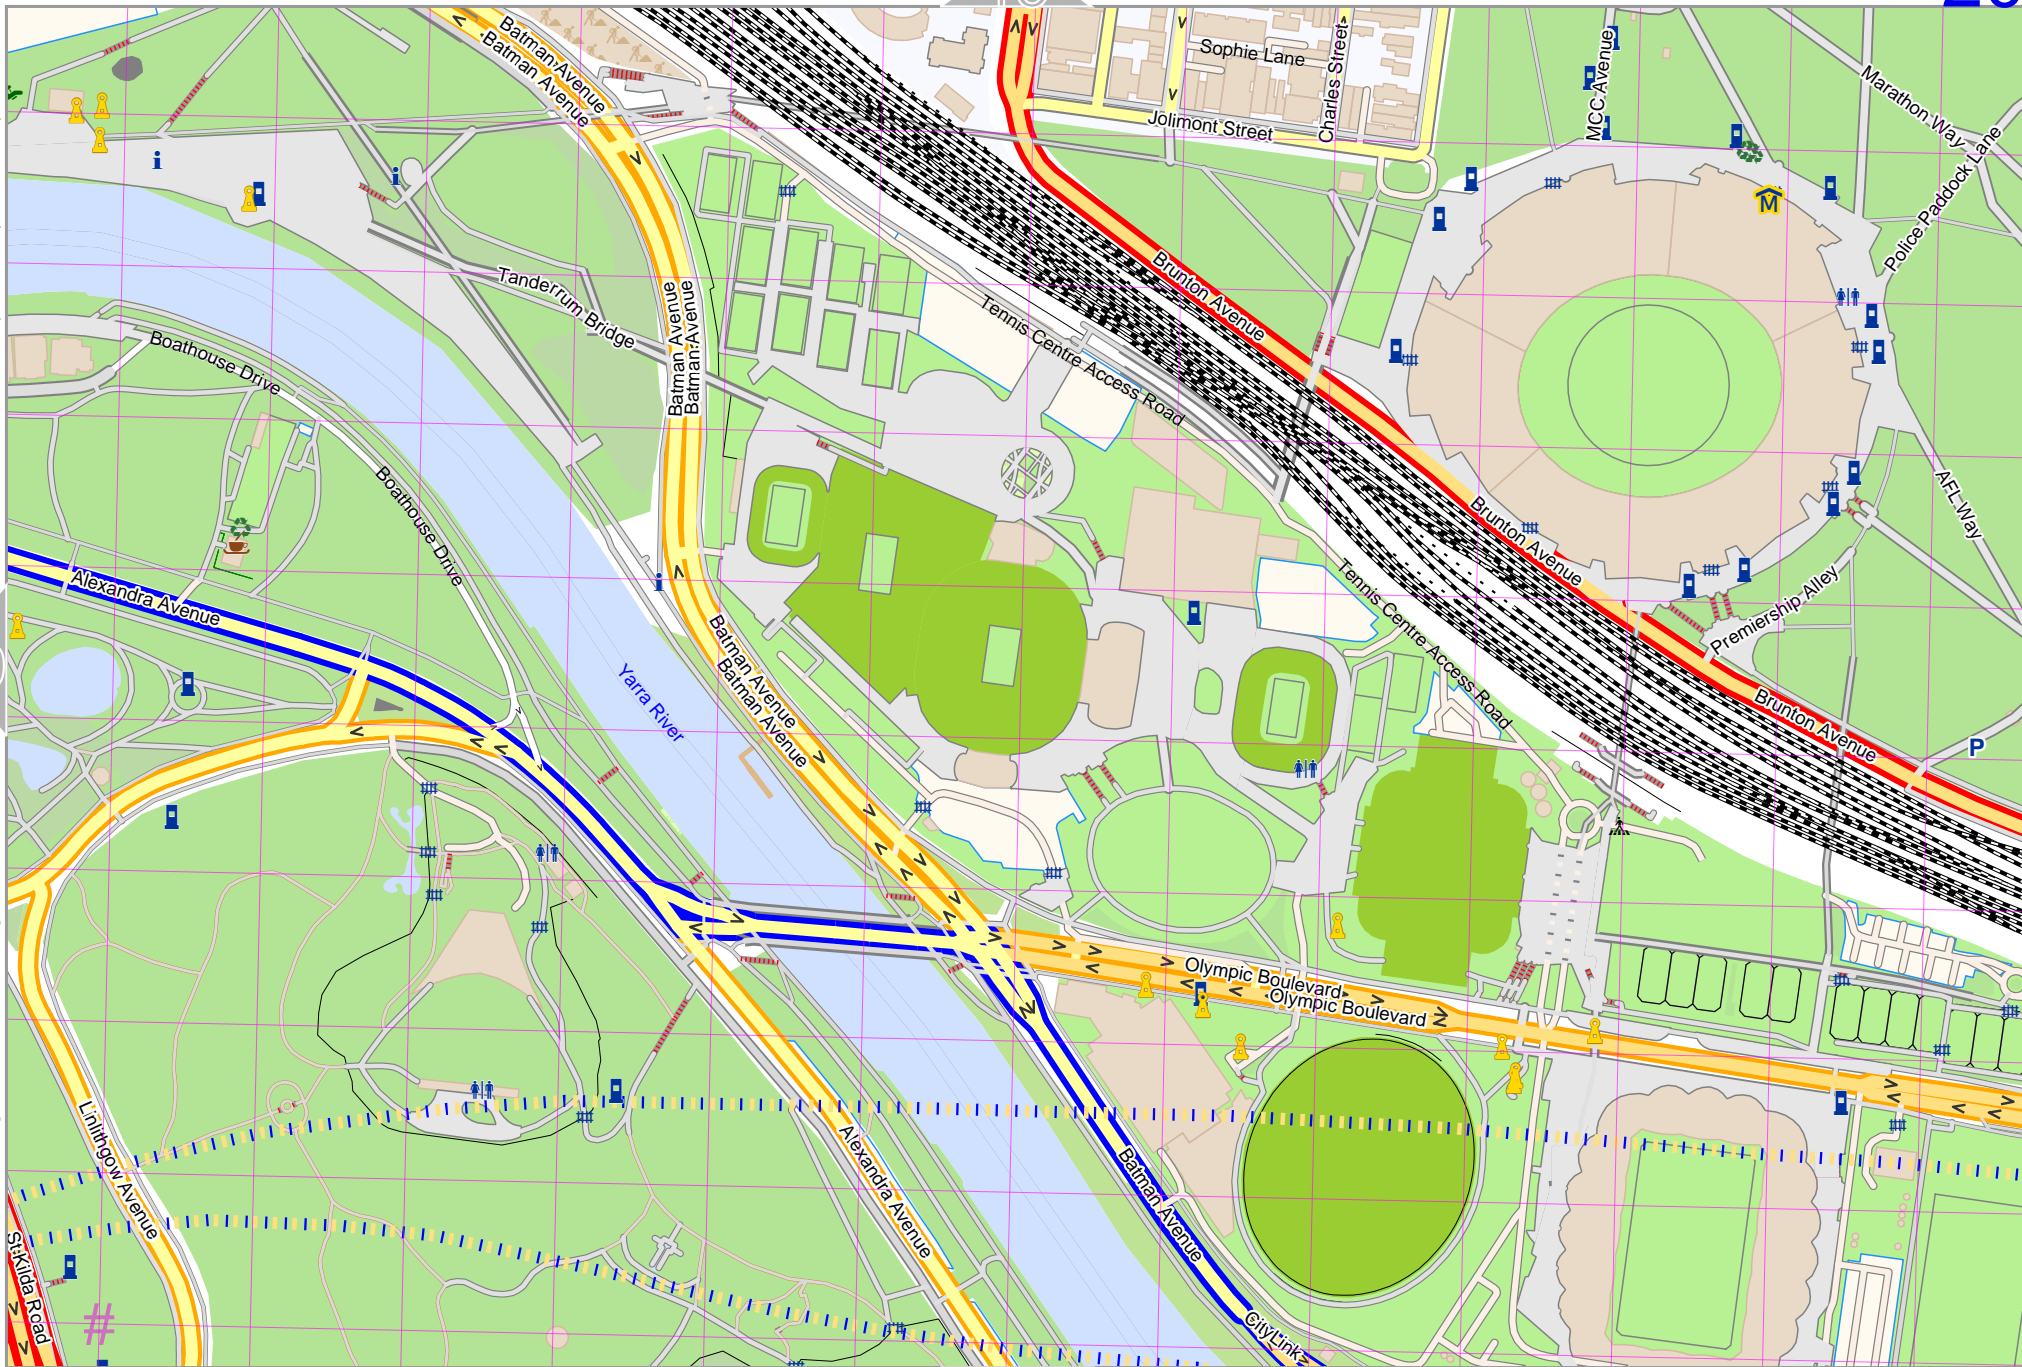 Batman Avenue
Batman Avenue
Sophie Lane
Charles Street
Jolimont Street
MCC Avenue
Marathon Way
Police Paddock Lane
i
i
M
Brunton Avenue
Tanderrum Bridge
Batman Avenue
Batman Avenue
Tennis Centre Access Road
Boathouse Drive
Boathouse Drive
AFL Way
Brunton Avenue
Alexandra Avenue
i
Tennis Centre Access Road
Premiership Alley
Batman Avenue
Batman Avenue
Yarra River
Brunton Avenue
P
Olympic Boulevard
Olympic Boulevard
Linlithgow Avenue
Alexandra Avenue
Batman Avenue
St Kilda Road
#
CityLink